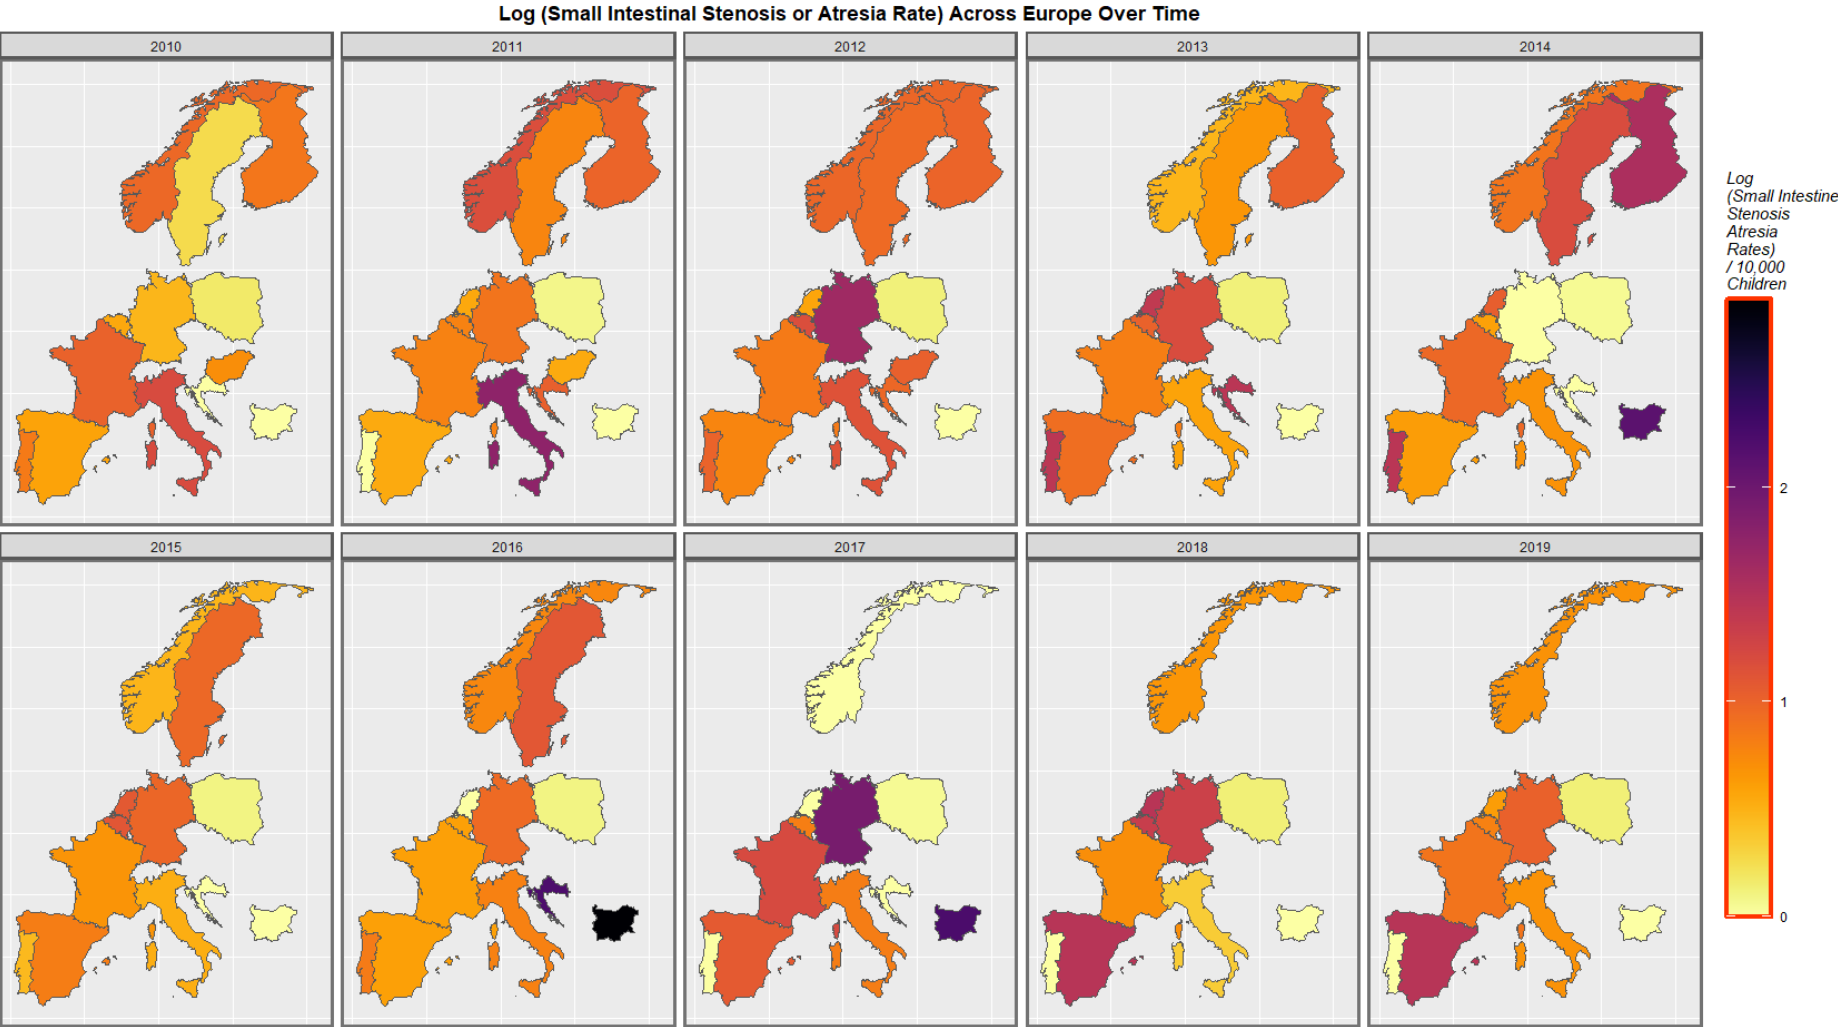 Log (Small Intestinal Stenosis or Atresia Rate) Across Europe Over Time
2010
2011
2012
2013
2014
2015
2016
2017
2018
2019
Log
(Small Intestine
Stenosis
Atresia
Rates)
/ 10,000
Children
2
1
0